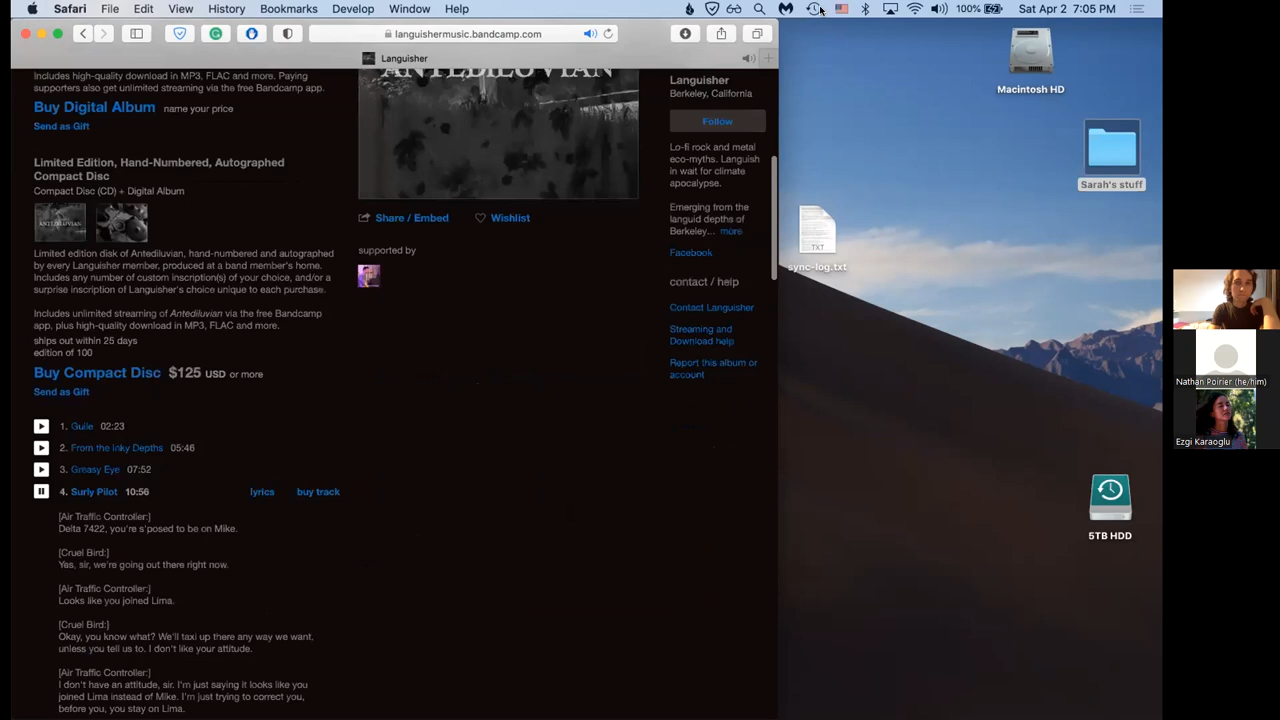 Safari File Edit View History Bookmarks Develop Window Help
100% Sat Apr 2 7:05 PM
languishermusic.bandcamp.com
Languisher
Includes high-quality download in MP3, FLAC and more. Paying
supporters also get unlimited streaming via the free Bandcamp app.
Buy Digital Album name your price
Send as Gift
Limited Edition, Hand-Numbered, Autographed
Compact Disc
Compact Disc (CD) + Digital Album
Limited edition disk of Antediluvian, hand-numbered and autographed
by every Languisher member, produced at a band member's home.
Includes any number of custom inscription(s) of your choice, and/or a
surprise inscription of Languisher's choice unique to each purchase.
Includes unlimited streaming of Antediluvian via the free Bandcamp
app, plus high-quality download in MP3, FLAC and more.
ships out within 25 days
edition of 100
Buy Compact Disc $125 USD or more
Send as Gift
1. Guile 02:23
2. From the Inky Depths 05:46
3. Greasy Eye 07:52
4. Surly Pilot 10:56 lyrics buy track
[Air Traffic Controller:]
Delta 7422, you're s'posed to be on Mike.
[Cruel Bird:]
Yes, sir, we're going out there right now.
[Air Traffic Controller:]
Looks like you joined Lima.
[Cruel Bird:]
Okay, you know what? We'll taxi up there any way we want,
unless you tell us to. I don't like your attitude.
[Air Traffic Controller:]
I don't have an attitude, sir. I'm just saying it looks like you
joined Lima instead of Mike. I'm just trying to correct you,
before you, you stay on Lima.
ANTEDILUVIAN
Share / Embed Wishlist
supported by
Languisher
Berkeley, California
Follow
Lo-fi rock and metal
eco-myths. Languish
in wait for climate
apocalypse.
Emerging from the
languid depths of
Berkeley... more
Facebook
contact / help
Contact Languisher
Streaming and
Download help
Report this album or
account
Macintosh HD
Sarah's stuff
TXT
sync-log.txt
5TB HDD
Nathan Poirier (he/him)
Ezgi Karaoglu